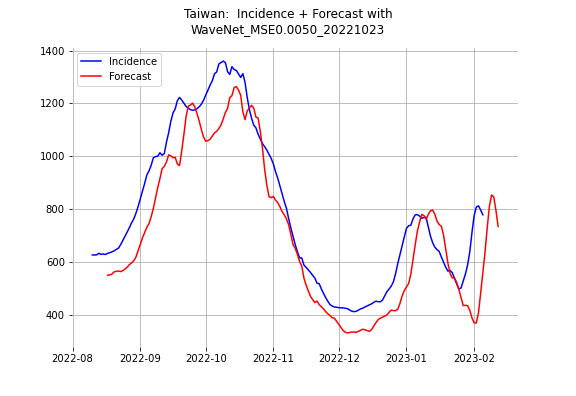 Taiwan:  Incidence + Forecast with
WaveNet_MSE0.0050_20221023
Incidence
Forecast
1400
1200
1000
800
600
400
2022-08 2022-09 2022-10 2022-11 2022-12 2023-01 2023-02